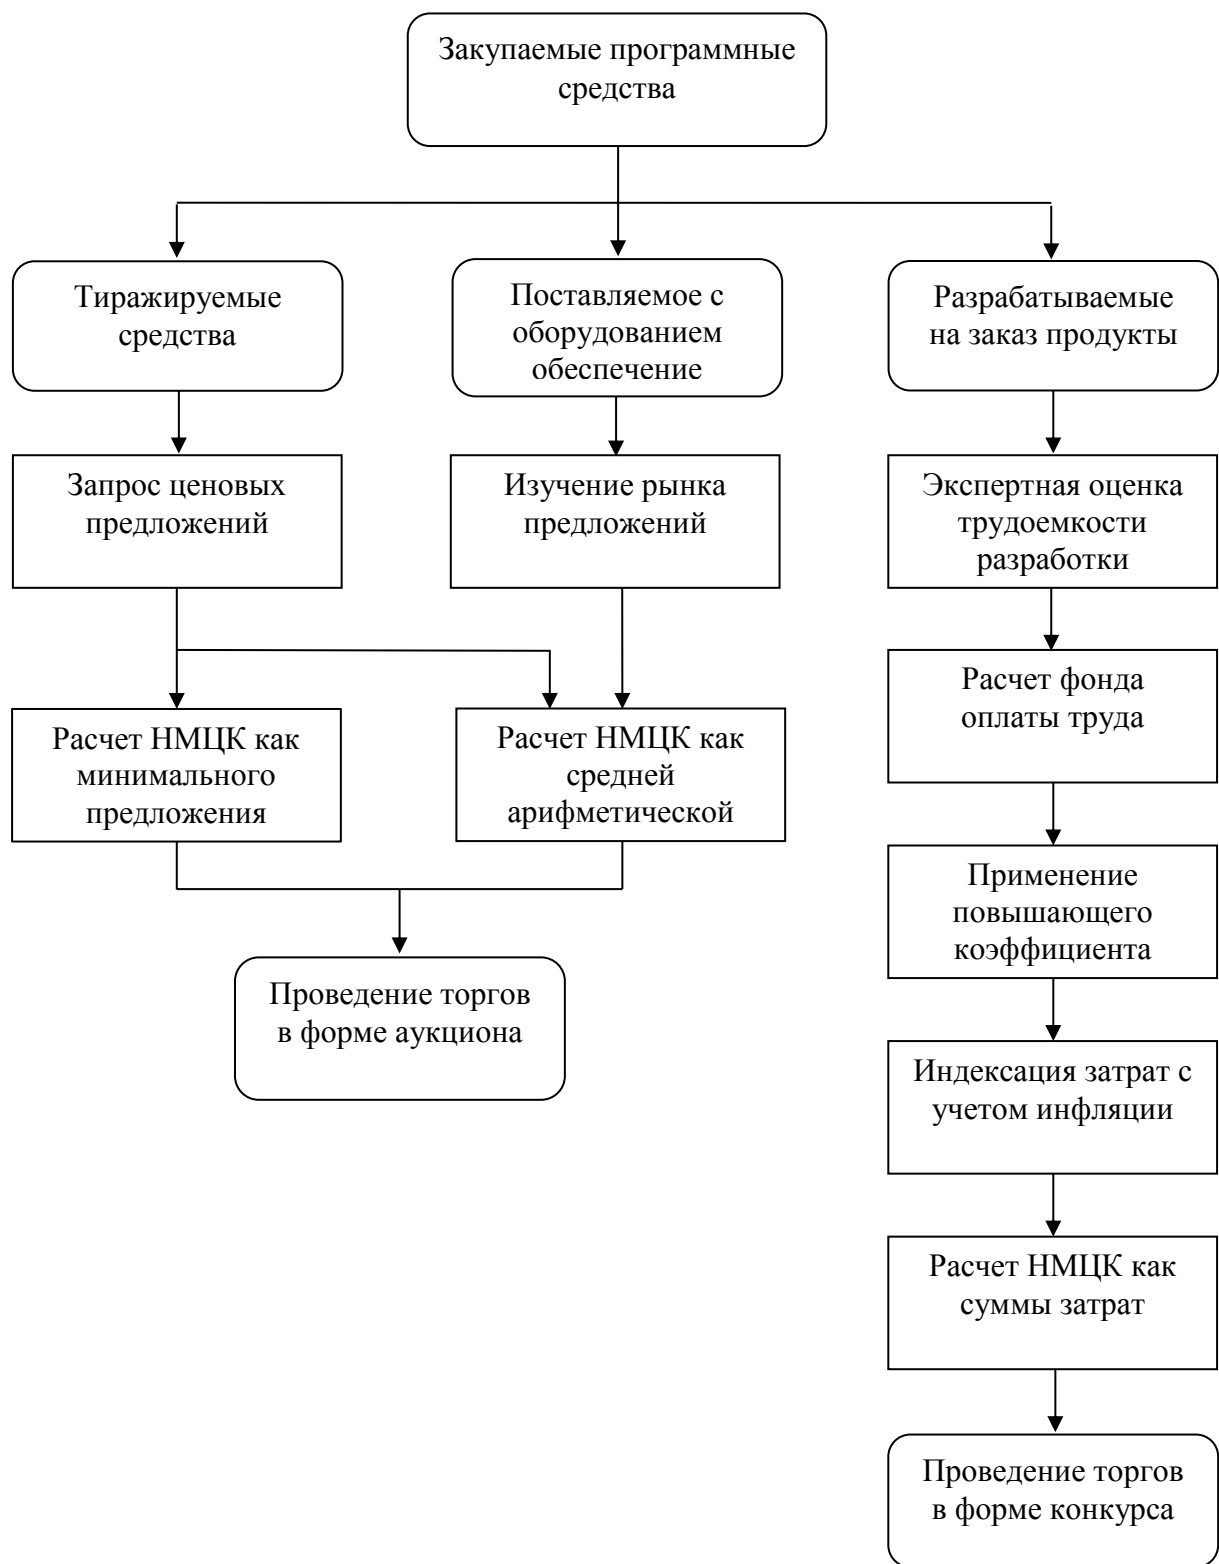 Закупаемые программные
средства
Тиражируемые
средства
Поставляемое с
оборудованием
обеспечение
Разрабатываемые
на заказ продукты
Запрос ценовых
предложений
Изучение рынка
предложений
Экспертная оценка
трудоемкости
разработки
Расчет фонда
оплаты труда
Расчет НМЦК как
минимального
предложения
Расчет НМЦК как
средней
арифметической
Применение
повышающего
коэффициента
Проведение торгов
в форме аукциона
Индексация затрат с
учетом инфляции
Расчет НМЦК как
суммы затрат
Проведение торгов
в форме конкурса